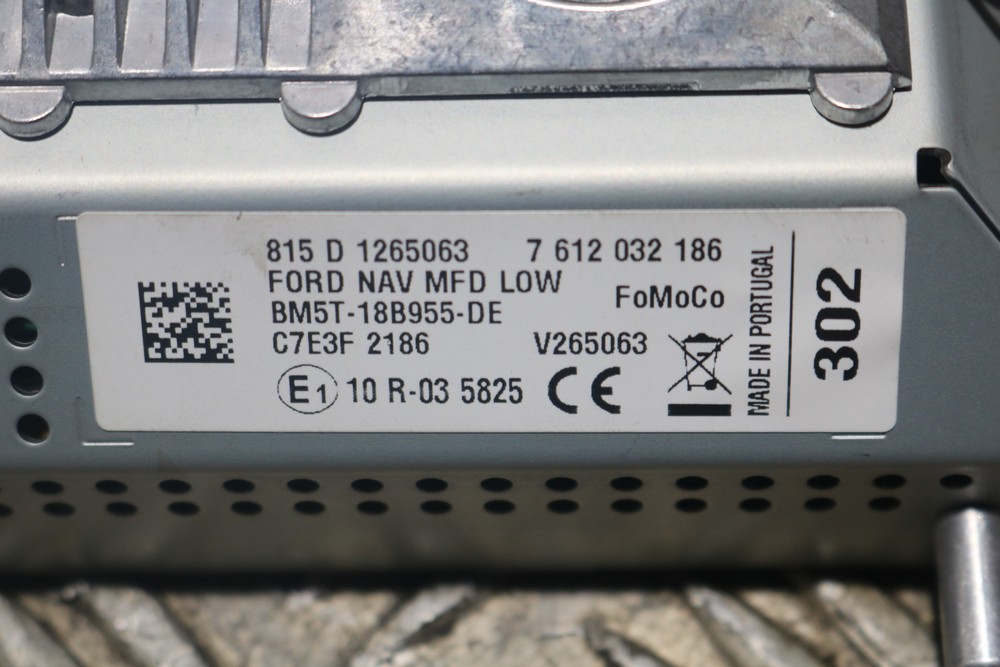 815 D 1265063 7 612 032 186
FORD NAV MFD LOW
FoMoCo
BM5T-18B955-DE
C7E3F 2186 V265063
E1 10 R-03 5825 CE
MADE IN PORTUGAL
302